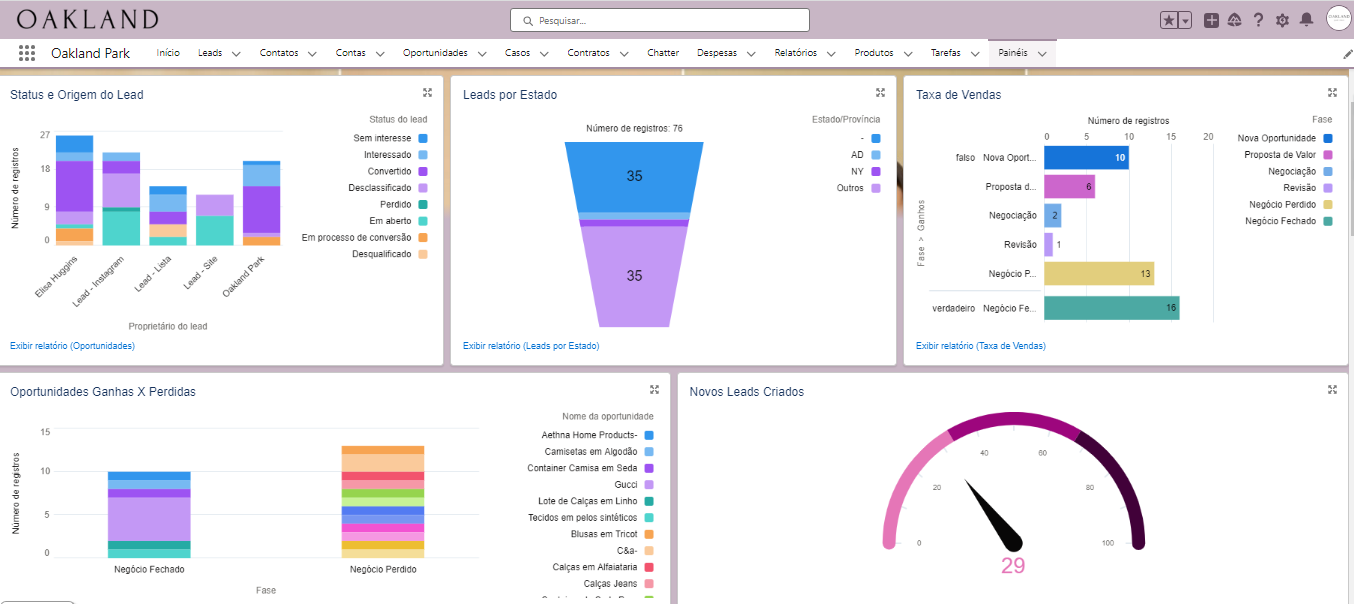 OAKLAND
Pesquisar...
Oakland Park
Início
Leads
Contatos
Contas
Oportunidades
Casos
Contratos
Chatter
Despesas
Relatórios
Produtos
Tarefas
Painéis
Status e Origem do Lead
Número de registros
27
18
9
0
Elisa Huggins
Lead - Instagram
Lead - Lista
Lead - Site
Oakland Park
Proprietário do lead
Status do lead
Sem interesse
Interessado
Convertido
Desclassificado
Perdido
Em aberto
Em processo de conversão
Desqualificado
Exibir relatório (Oportunidades)
Leads por Estado
Número de registros: 76
35
35
Estado/Província
-
AD
NY
Outros
Exibir relatório (Leads por Estado)
Taxa de Vendas
Número de registros
0 5 10 15 20
Fase > Ganhos
falso Nova Oport... 10
Proposta d... 6
Negociação 2
Revisão 1
Negócio P... 13
verdadeiro Negócio Fe... 16
Fase
Nova Oportunidade
Proposta de Valor
Negociação
Revisão
Negócio Perdido
Negócio Fechado
Exibir relatório (Taxa de Vendas)
Oportunidades Ganhas X Perdidas
Número de registros
15
10
5
0
Negócio Fechado
Negócio Perdido
Fase
Nome da oportunidade
Aethna Home Products-
Camisetas em Algodão
Container Camisa em Seda
Gucci
Lote de Calças em Linho
Tecidos em pelos sintéticos
Blusas em Tricot
C&a-
Calças em Alfaiataria
Calças Jeans
Novos Leads Criados
0
20
40
60
80
100
29